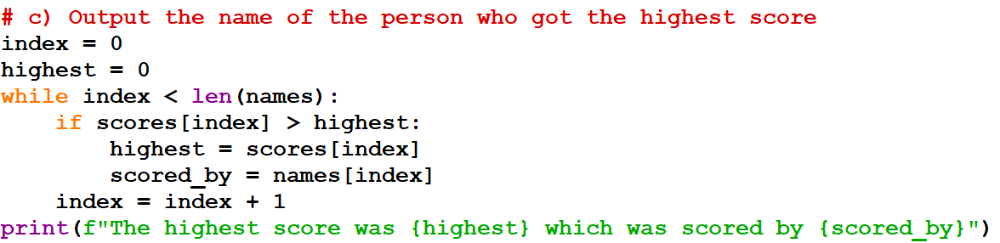 # c) Output the name of the person who got the highest score
index = 0
highest = 0
while index < len(names):
    if scores[index] > highest:
        highest = scores[index]
        scored_by = names[index]
    index = index + 1
print(f"The highest score was {highest} which was scored by {scored_by}")